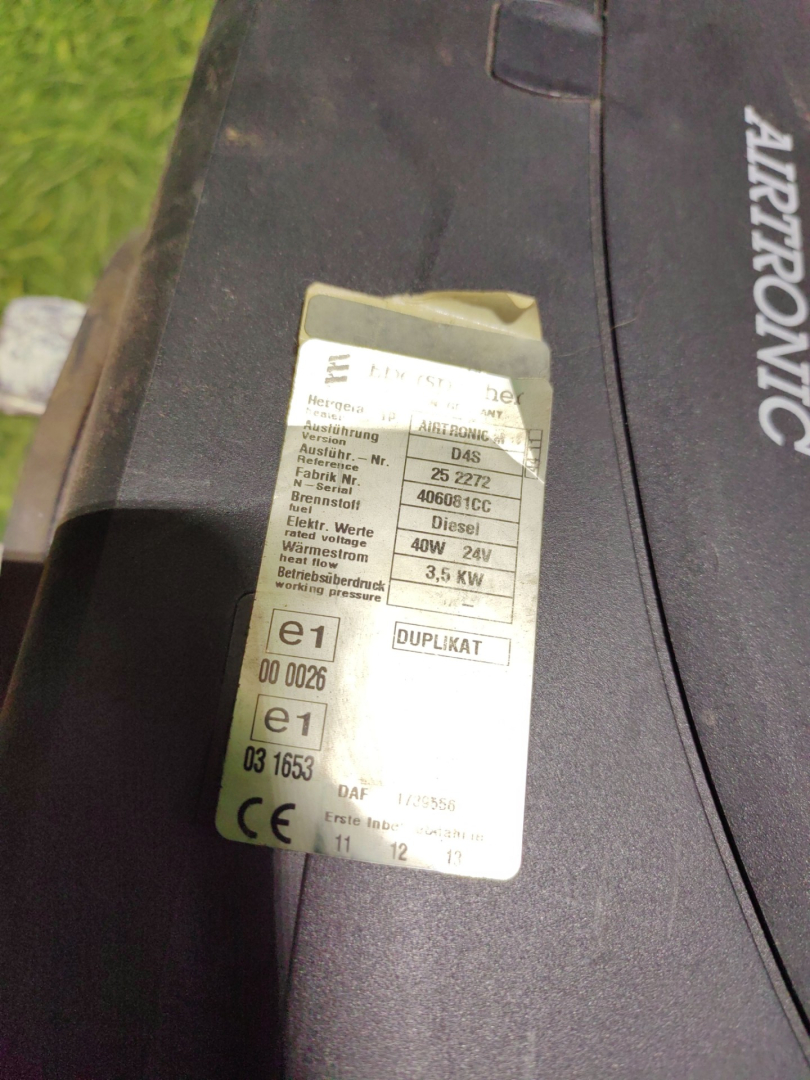 AIRTRONIC
Eberspächer
Ausführung
Version
AIRTRONIC M
Ausführ. - Nr.
Reference
D4S
Fabrik Nr.
N - Serial
25 2272
Brennstoff
fuel
406081CC
Elektr. Werte
rated voltage
Diesel
Wärmestrom
heat flow
40W 24V
Betriebsüberdruck
working pressure
3,5 KW
e1
DUPLIKAT
00 0026
e1
03 1653
DAF
CE
Erste
11 12 13